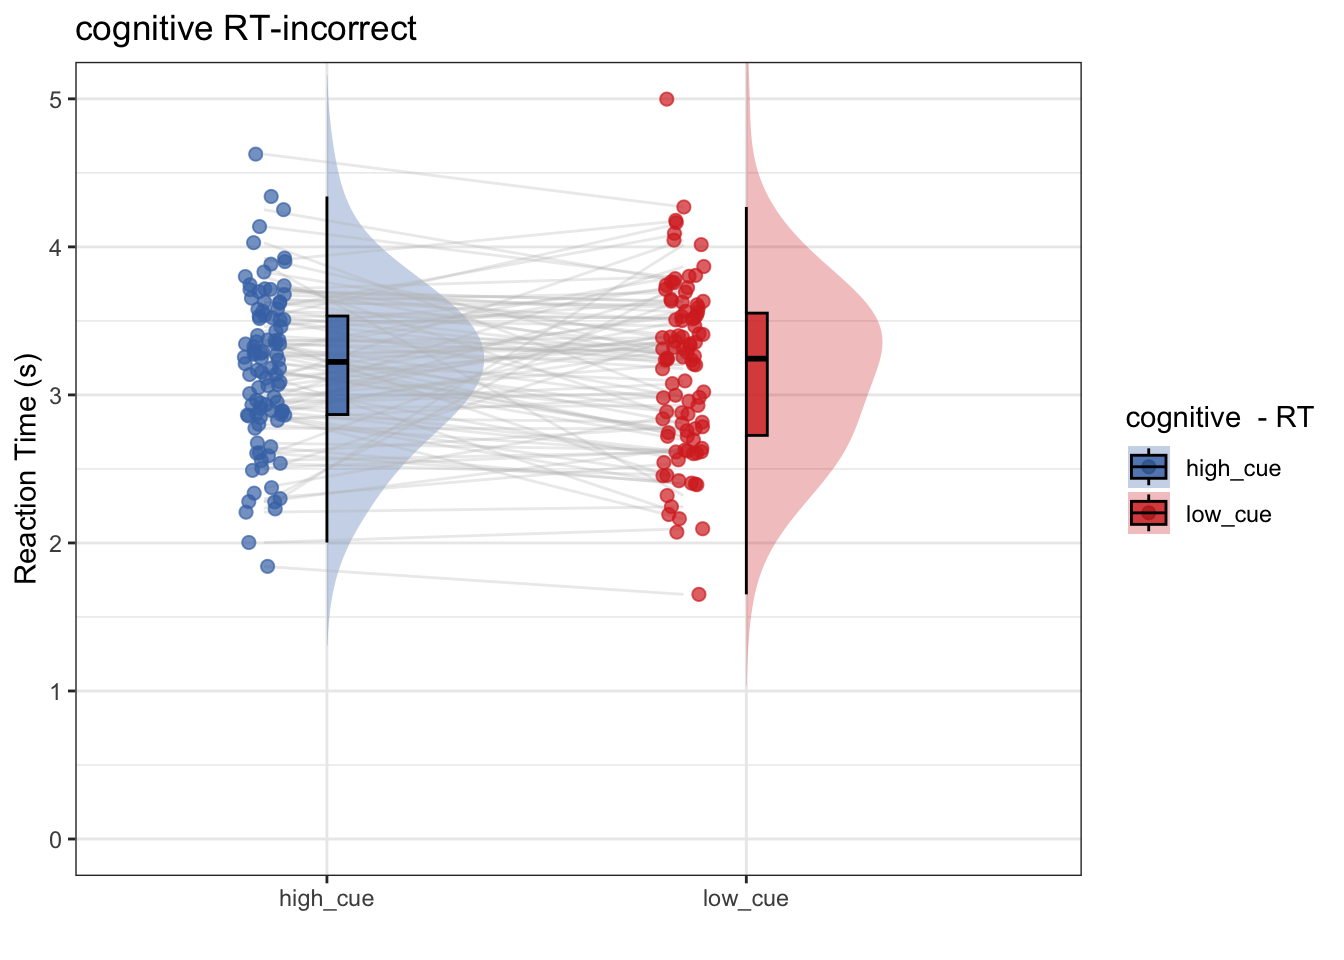 cognitive RT-incorrect
Reaction Time (s)
5
4
3
2
1
0
high_cue
low_cue
cognitive  - RT
high_cue
low_cue